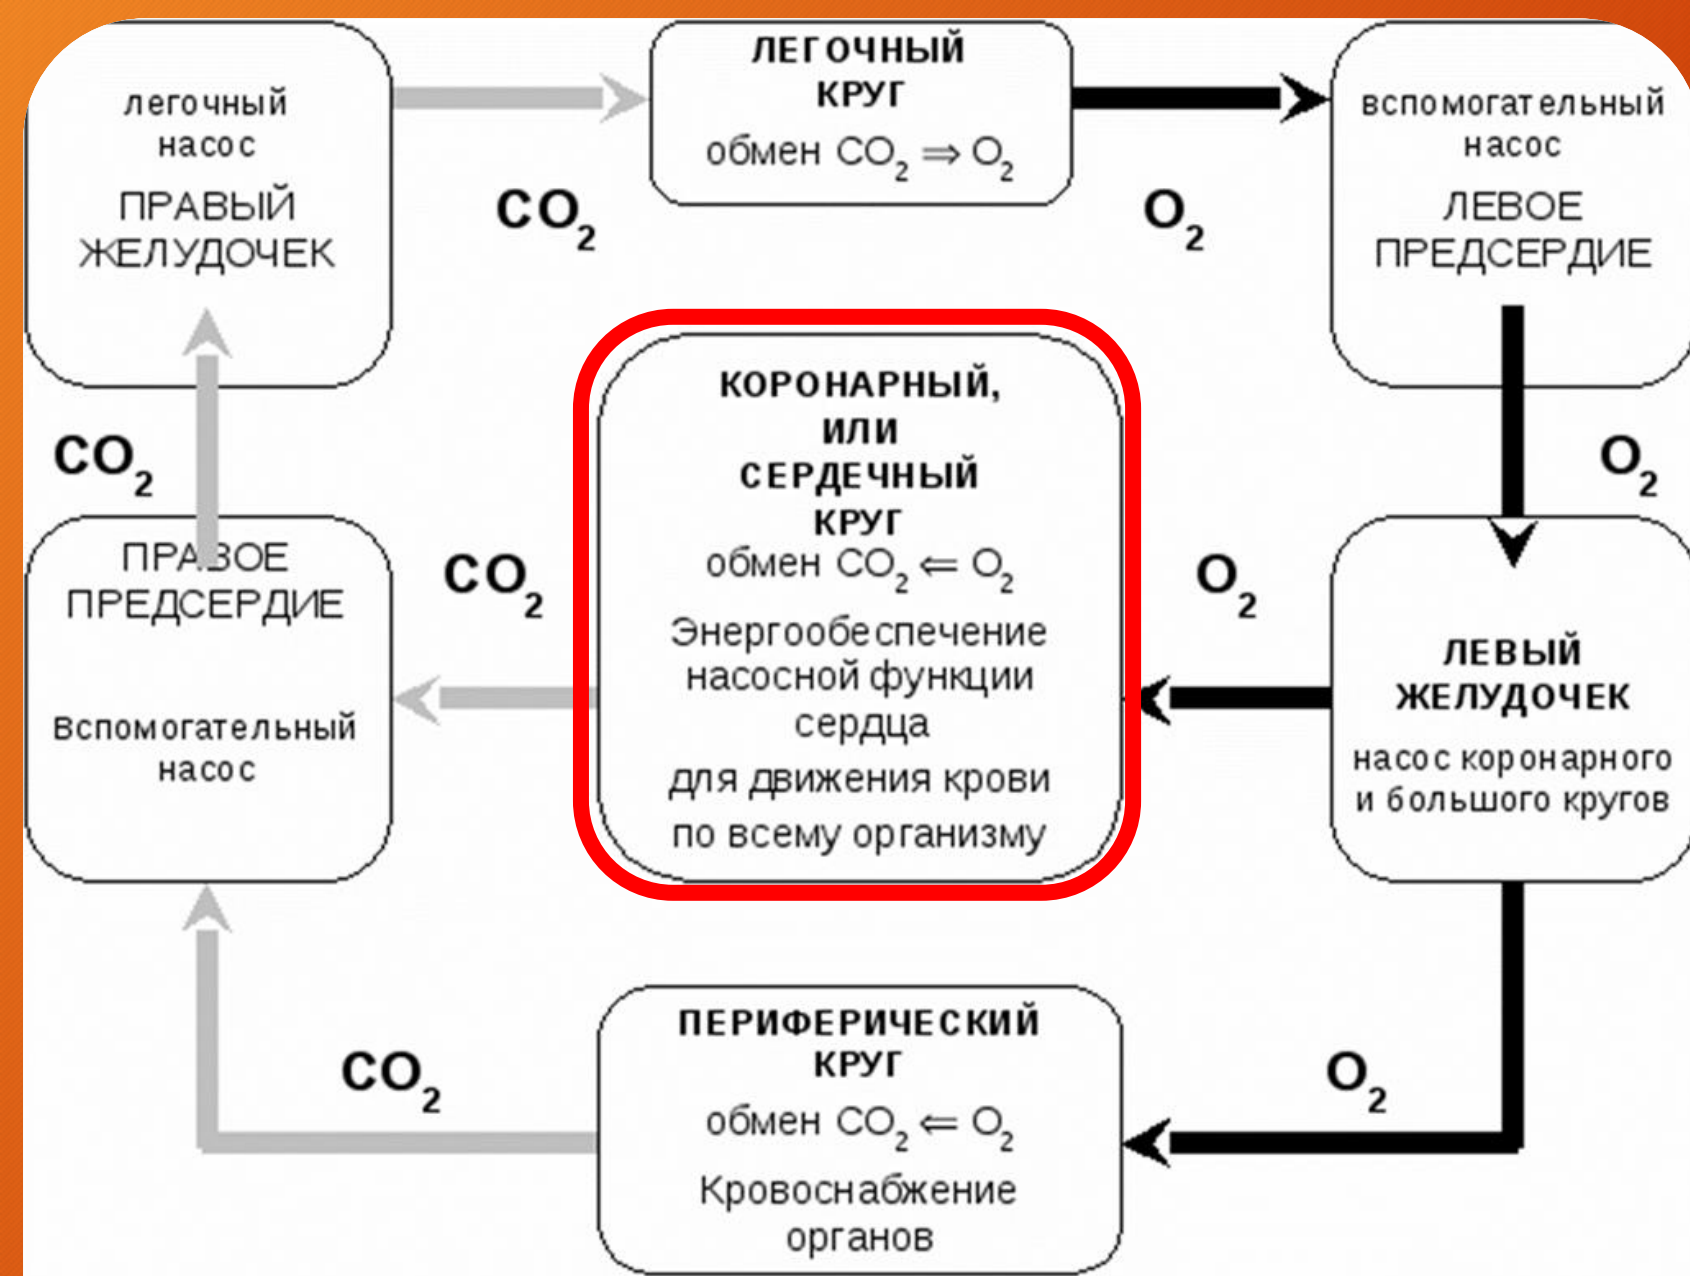 легочный
насос
ПРАВЫЙ
ЖЕЛУДОЧЕК
CO2
ЛЕГОЧНЫЙ
КРУГ
обмен CO2 ⇒ O2
O2
вспомогательный
насос
ЛЕВОЕ
ПРЕДСЕРДИЕ
CO2
O2
ПРАВОЕ
ПРЕДСЕРДИЕ
Вспомогательный
насос
CO2
КОРОНАРНЫЙ,
ИЛИ
СЕРДЕЧНЫЙ
КРУГ
обмен CO2 ⇐ O2
Энергообеспечение
насосной функции
сердца
для движения крови
по всему организму
O2
ЛЕВЫЙ
ЖЕЛУДОЧЕК
насос коронарного
и большого кругов
CO2
ПЕРИФЕРИЧЕСКИЙ
КРУГ
обмен CO2 ⇐ O2
Кровоснабжение
органов
O2